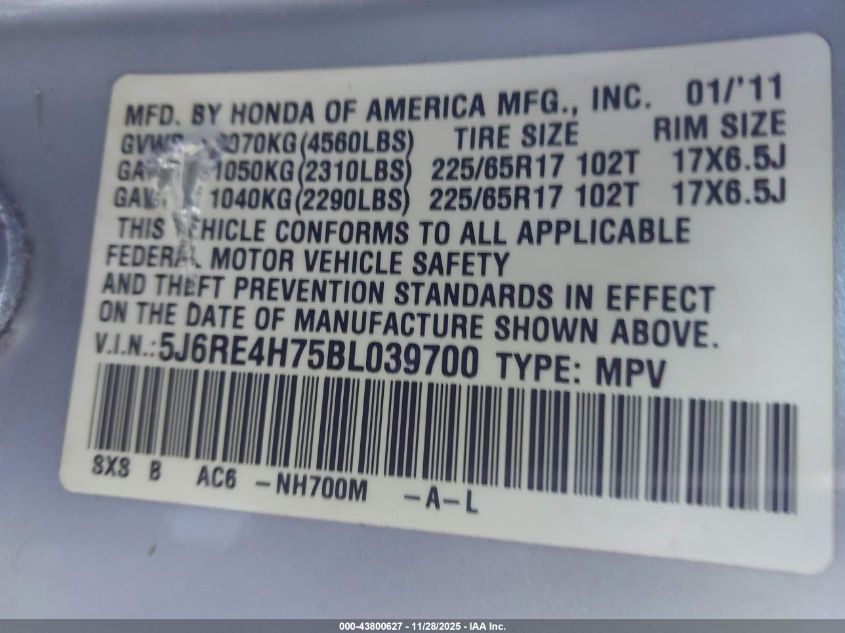 MFD. BY HONDA OF AMERICA MFG., INC. 01/'11
070KG(4560LBS) TIRE SIZE RIM SIZE
1050KG(2310LBS) 225/65R17 102T 17X6.5J
1040KG(2290LBS) 225/65R17 102T 17X6.5J
THIS VEHICLE CONFORMS TO ALL APPLICABLE
FEDERAL MOTOR VEHICLE SAFETY
AND THEFT PREVENTION STANDARDS IN EFFECT
ON THE DATE OF MANUFACTURE SHOWN ABOVE.
V.I.N.:5J6RE4H75BL039700 TYPE: MPV
SXS B AC6 -NH700M -A-L
000-43800627 - 11/28/2025 - IAA Inc.